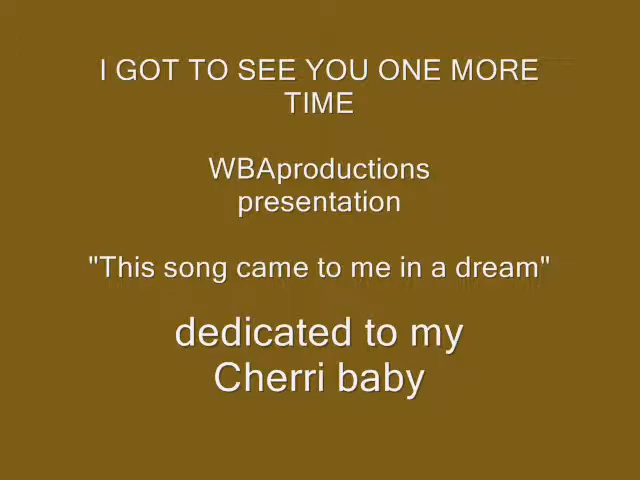 I GOT TO SEE YOU ONE MORE
TIME
WBAproductions
presentation
"This song came to me in a dream"
dedicated to my
Cherri baby